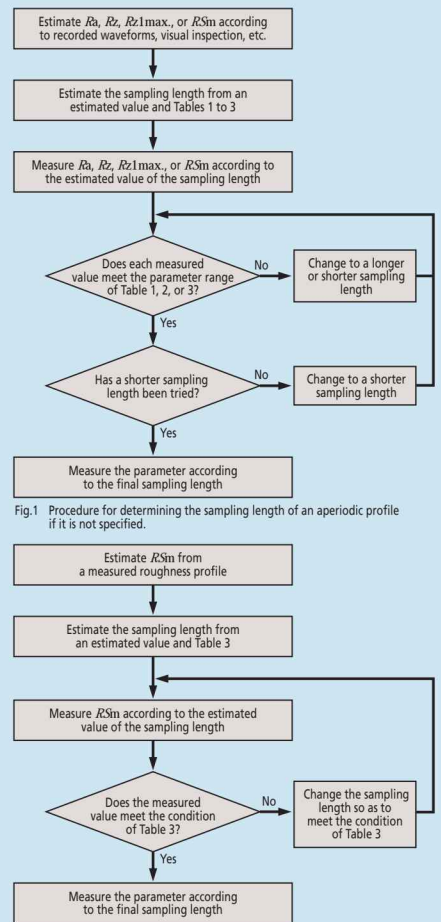 Estimate Ra, Rz, Rz1max., or RSm according
to recorded waveforms, visual inspection, etc.
Estimate the sampling length from an
estimated value and Tables 1 to 3
Measure Ra, Rz, Rz1max., or RSm according to
the estimated value of the sampling length
Does each measured
value meet the parameter range
of Table 1, 2, or 3?
No
Change to a longer
or shorter sampling
length
Yes
Has a shorter sampling
length been tried?
No
Change to a shorter
sampling length
Yes
Measure the parameter according
to the final sampling length
Fig.1 Procedure for determining the sampling length of an aperiodic profile
if it is not specified.
Estimate RSm from
a measured roughness profile
Estimate the sampling length from
an estimated value and Table 3
Measure RSm according to the estimated
value of the sampling length
Does the measured
value meet the condition
of Table 3?
No
Change the sampling
length so as to
meet the condition
of Table 3
Yes
Measure the parameter according
to the final sampling length